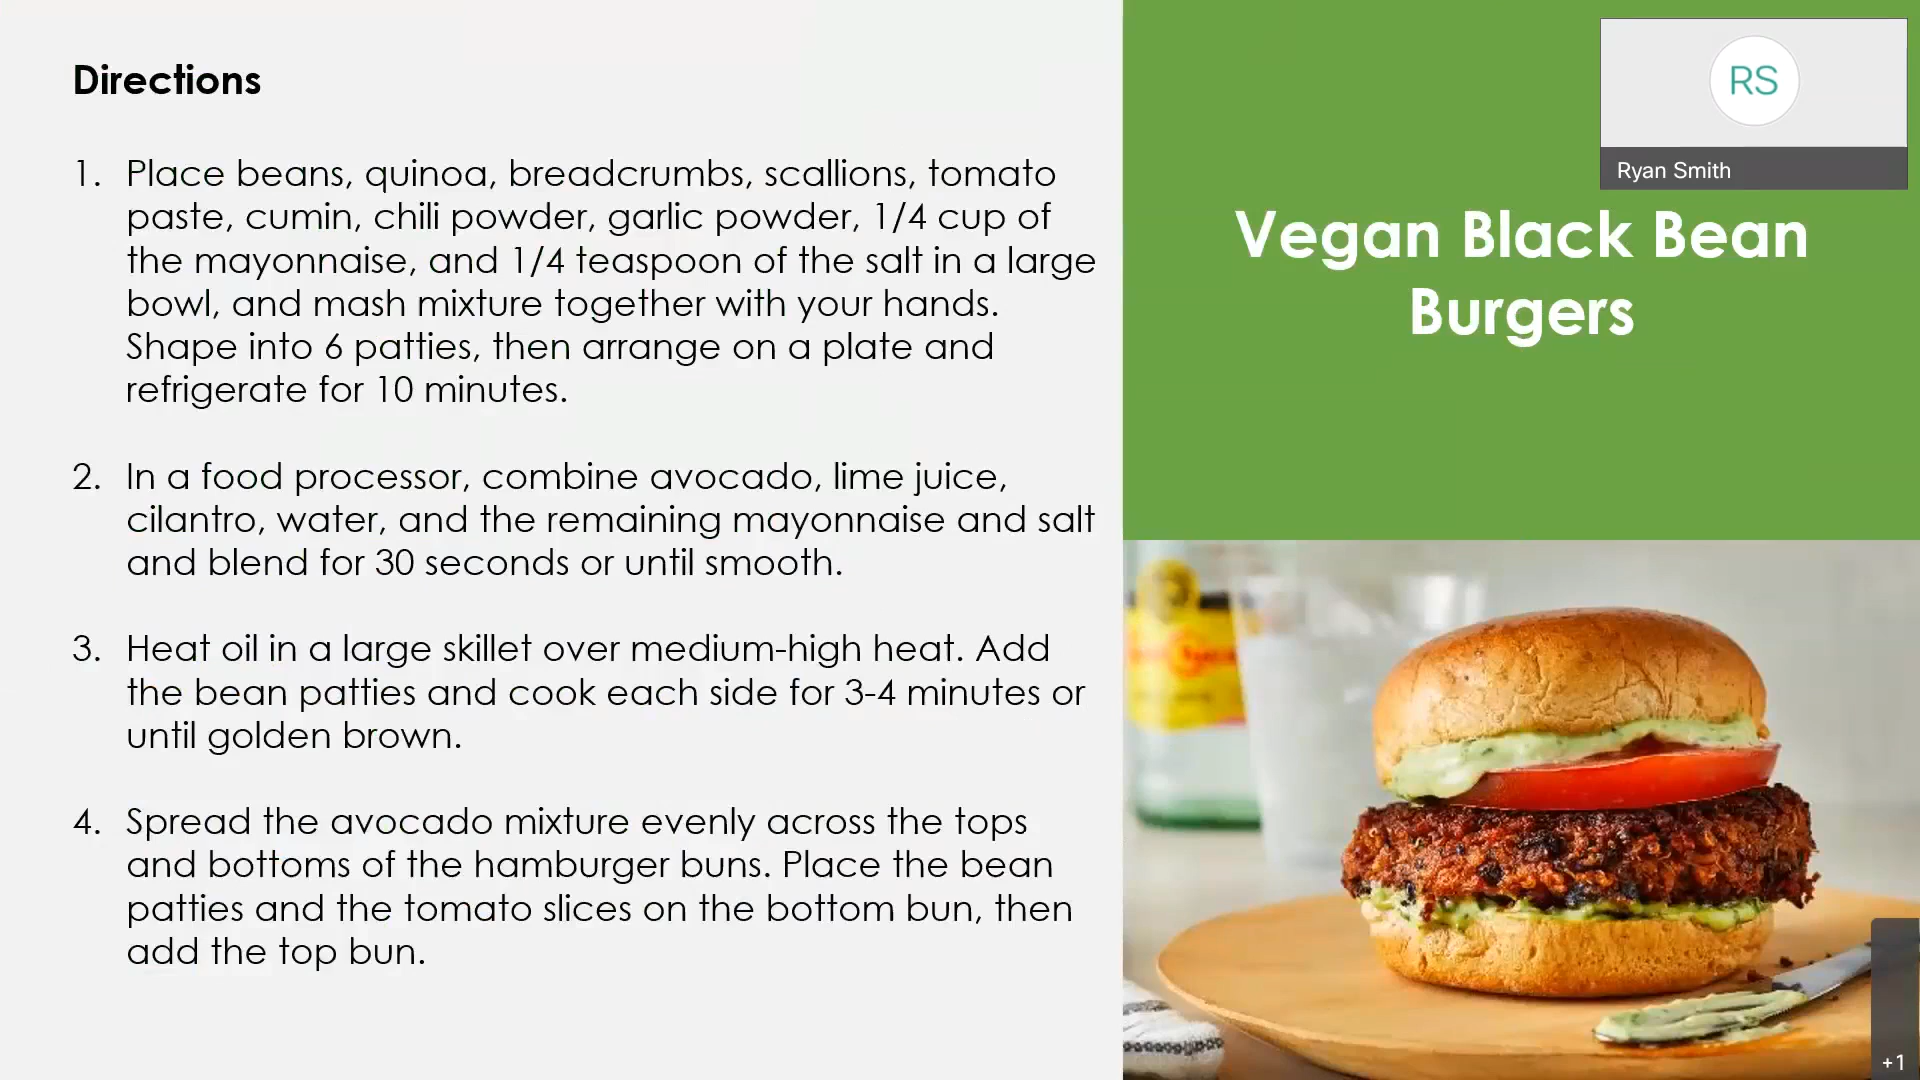 Directions
1. Place beans, quinoa, breadcrumbs, scallions, tomato
paste, cumin, chili powder, garlic powder, 1/4 cup of
the mayonnaise, and 1/4 teaspoon of the salt in a large
bowl, and mash mixture together with your hands.
Shape into 6 patties, then arrange on a plate and
refrigerate for 10 minutes.
2. In a food processor, combine avocado, lime juice,
cilantro, water, and the remaining mayonnaise and salt
and blend for 30 seconds or until smooth.
3. Heat oil in a large skillet over medium-high heat. Add
the bean patties and cook each side for 3-4 minutes or
until golden brown.
4. Spread the avocado mixture evenly across the tops
and bottoms of the hamburger buns. Place the bean
patties and the tomato slices on the bottom bun, then
add the top bun.
RS
Ryan Smith
Vegan Black Bean
Burgers
+1